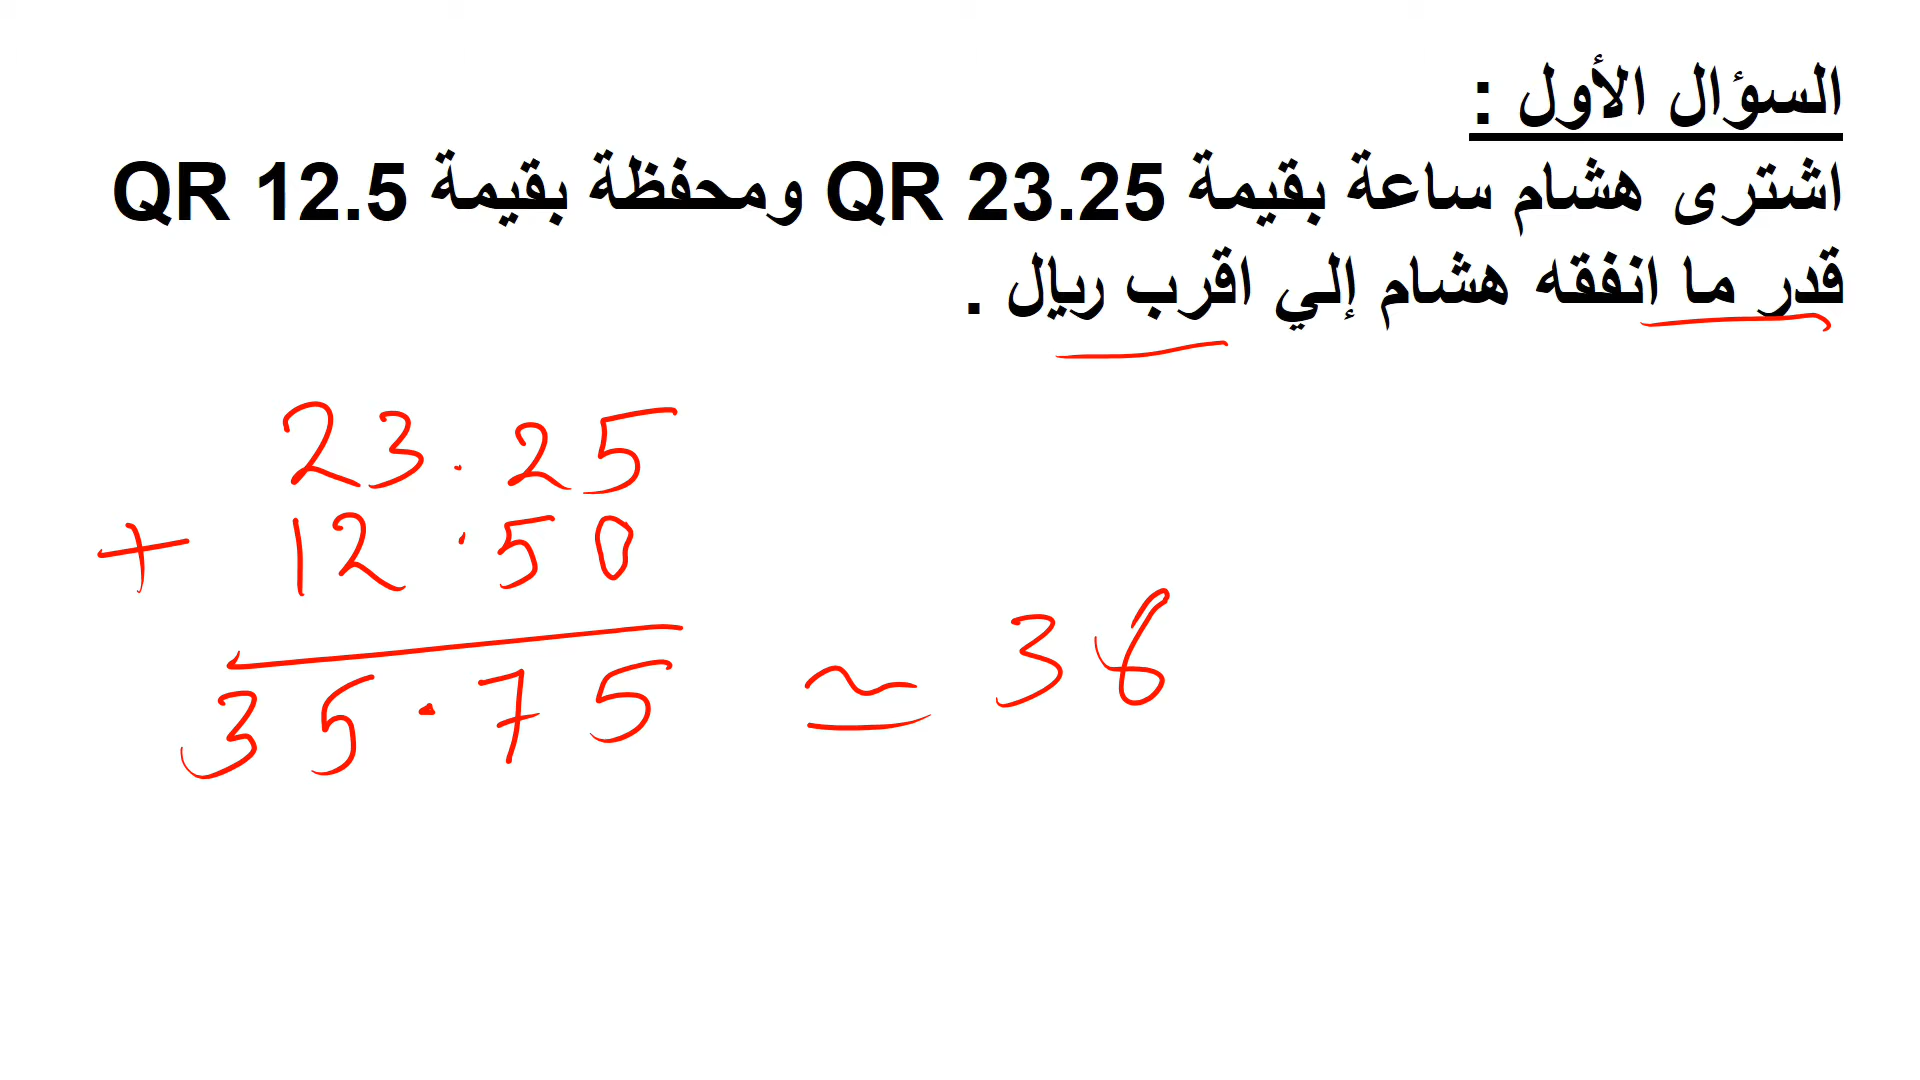 السؤال الأول :
اشترى هشام ساعة بقيمة QR 23.25 ومحفظة بقيمة QR 12.5
قدر ما انفقه هشام إلي اقرب ريال .
23.25
+ 12.50
35.75 ≃ 36